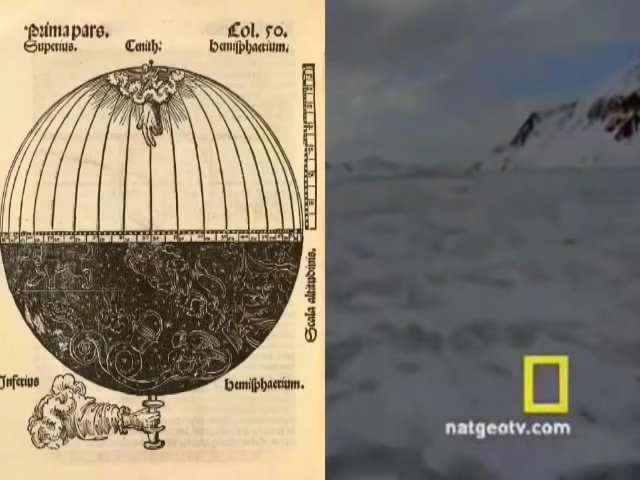 Prima pars. Col. 50.
Superius. Cenith: hemisphaerium.
Scala altitudinis.
Inferius hemisphaerium.
natgeotv.com